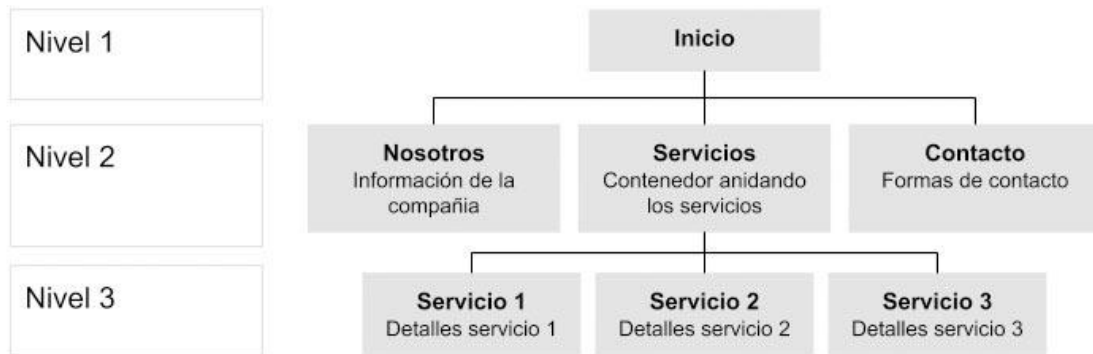 Nivel 1
Inicio
Nivel 2
Nosotros
Información de la
compañia
Servicios
Contenedor anidando
los servicios
Contacto
Formas de contacto
Nivel 3
Servicio 1
Detalles servicio 1
Servicio 2
Detalles servicio 2
Servicio 3
Detalles servicio 3